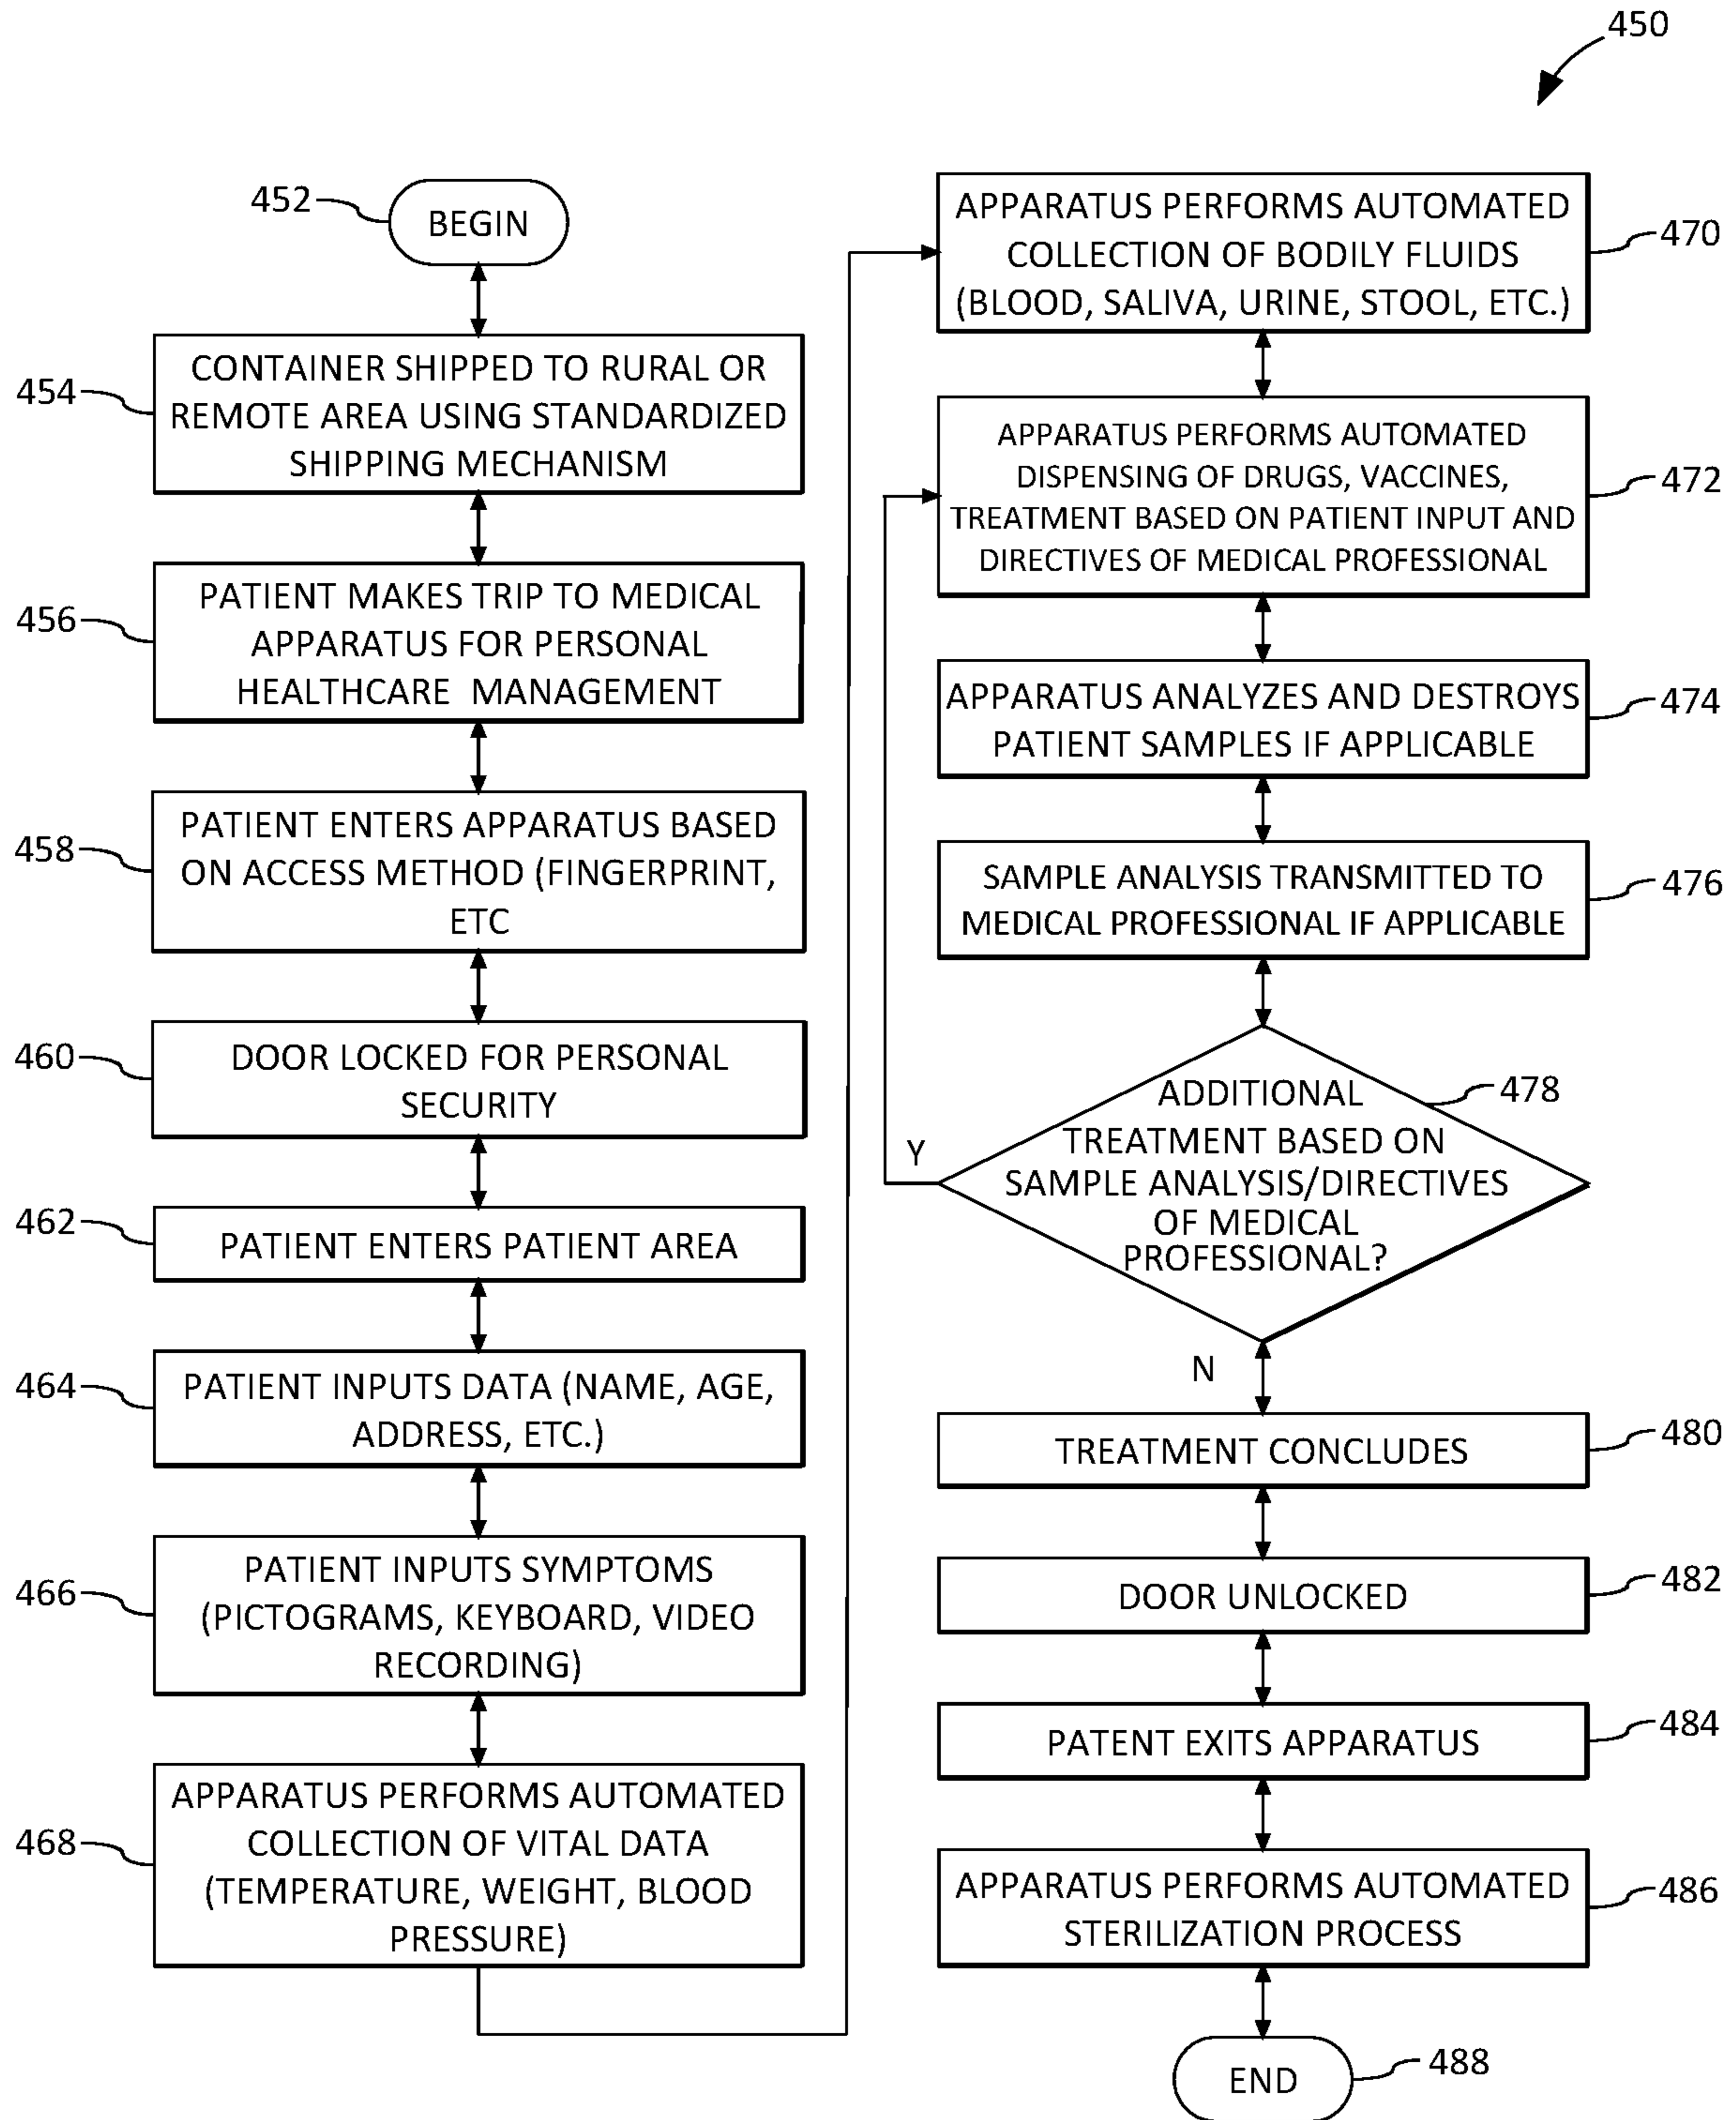 450
452
BEGIN
454
CONTAINER SHIPPED TO RURAL OR
REMOTE AREA USING STANDARDIZED
SHIPPING MECHANISM
456
PATIENT MAKES TRIP TO MEDICAL
APPARATUS FOR PERSONAL
HEALTHCARE MANAGEMENT
458
PATIENT ENTERS APPARATUS BASED
ON ACCESS METHOD (FINGERPRINT,
ETC
460
DOOR LOCKED FOR PERSONAL
SECURITY
462
PATIENT ENTERS PATIENT AREA
464
PATIENT INPUTS DATA (NAME, AGE,
ADDRESS, ETC.)
466
PATIENT INPUTS SYMPTOMS
(PICTOGRAMS, KEYBOARD, VIDEO
RECORDING)
468
APPARATUS PERFORMS AUTOMATED
COLLECTION OF VITAL DATA
(TEMPERATURE, WEIGHT, BLOOD
PRESSURE)
APPARATUS PERFORMS AUTOMATED
COLLECTION OF BODILY FLUIDS
(BLOOD, SALIVA, URINE, STOOL, ETC.)
470
APPARATUS PERFORMS AUTOMATED
DISPENSING OF DRUGS, VACCINES,
TREATMENT BASED ON PATIENT INPUT AND
DIRECTIVES OF MEDICAL PROFESSIONAL
472
APPARATUS ANALYZES AND DESTROYS
PATIENT SAMPLES IF APPLICABLE
474
SAMPLE ANALYSIS TRANSMITTED TO
MEDICAL PROFESSIONAL IF APPLICABLE
476
ADDITIONAL
TREATMENT BASED ON
SAMPLE ANALYSIS/DIRECTIVES
OF MEDICAL
PROFESSIONAL?
478
Y
N
TREATMENT CONCLUDES
480
DOOR UNLOCKED
482
PATENT EXITS APPARATUS
484
APPARATUS PERFORMS AUTOMATED
STERILIZATION PROCESS
486
END
488